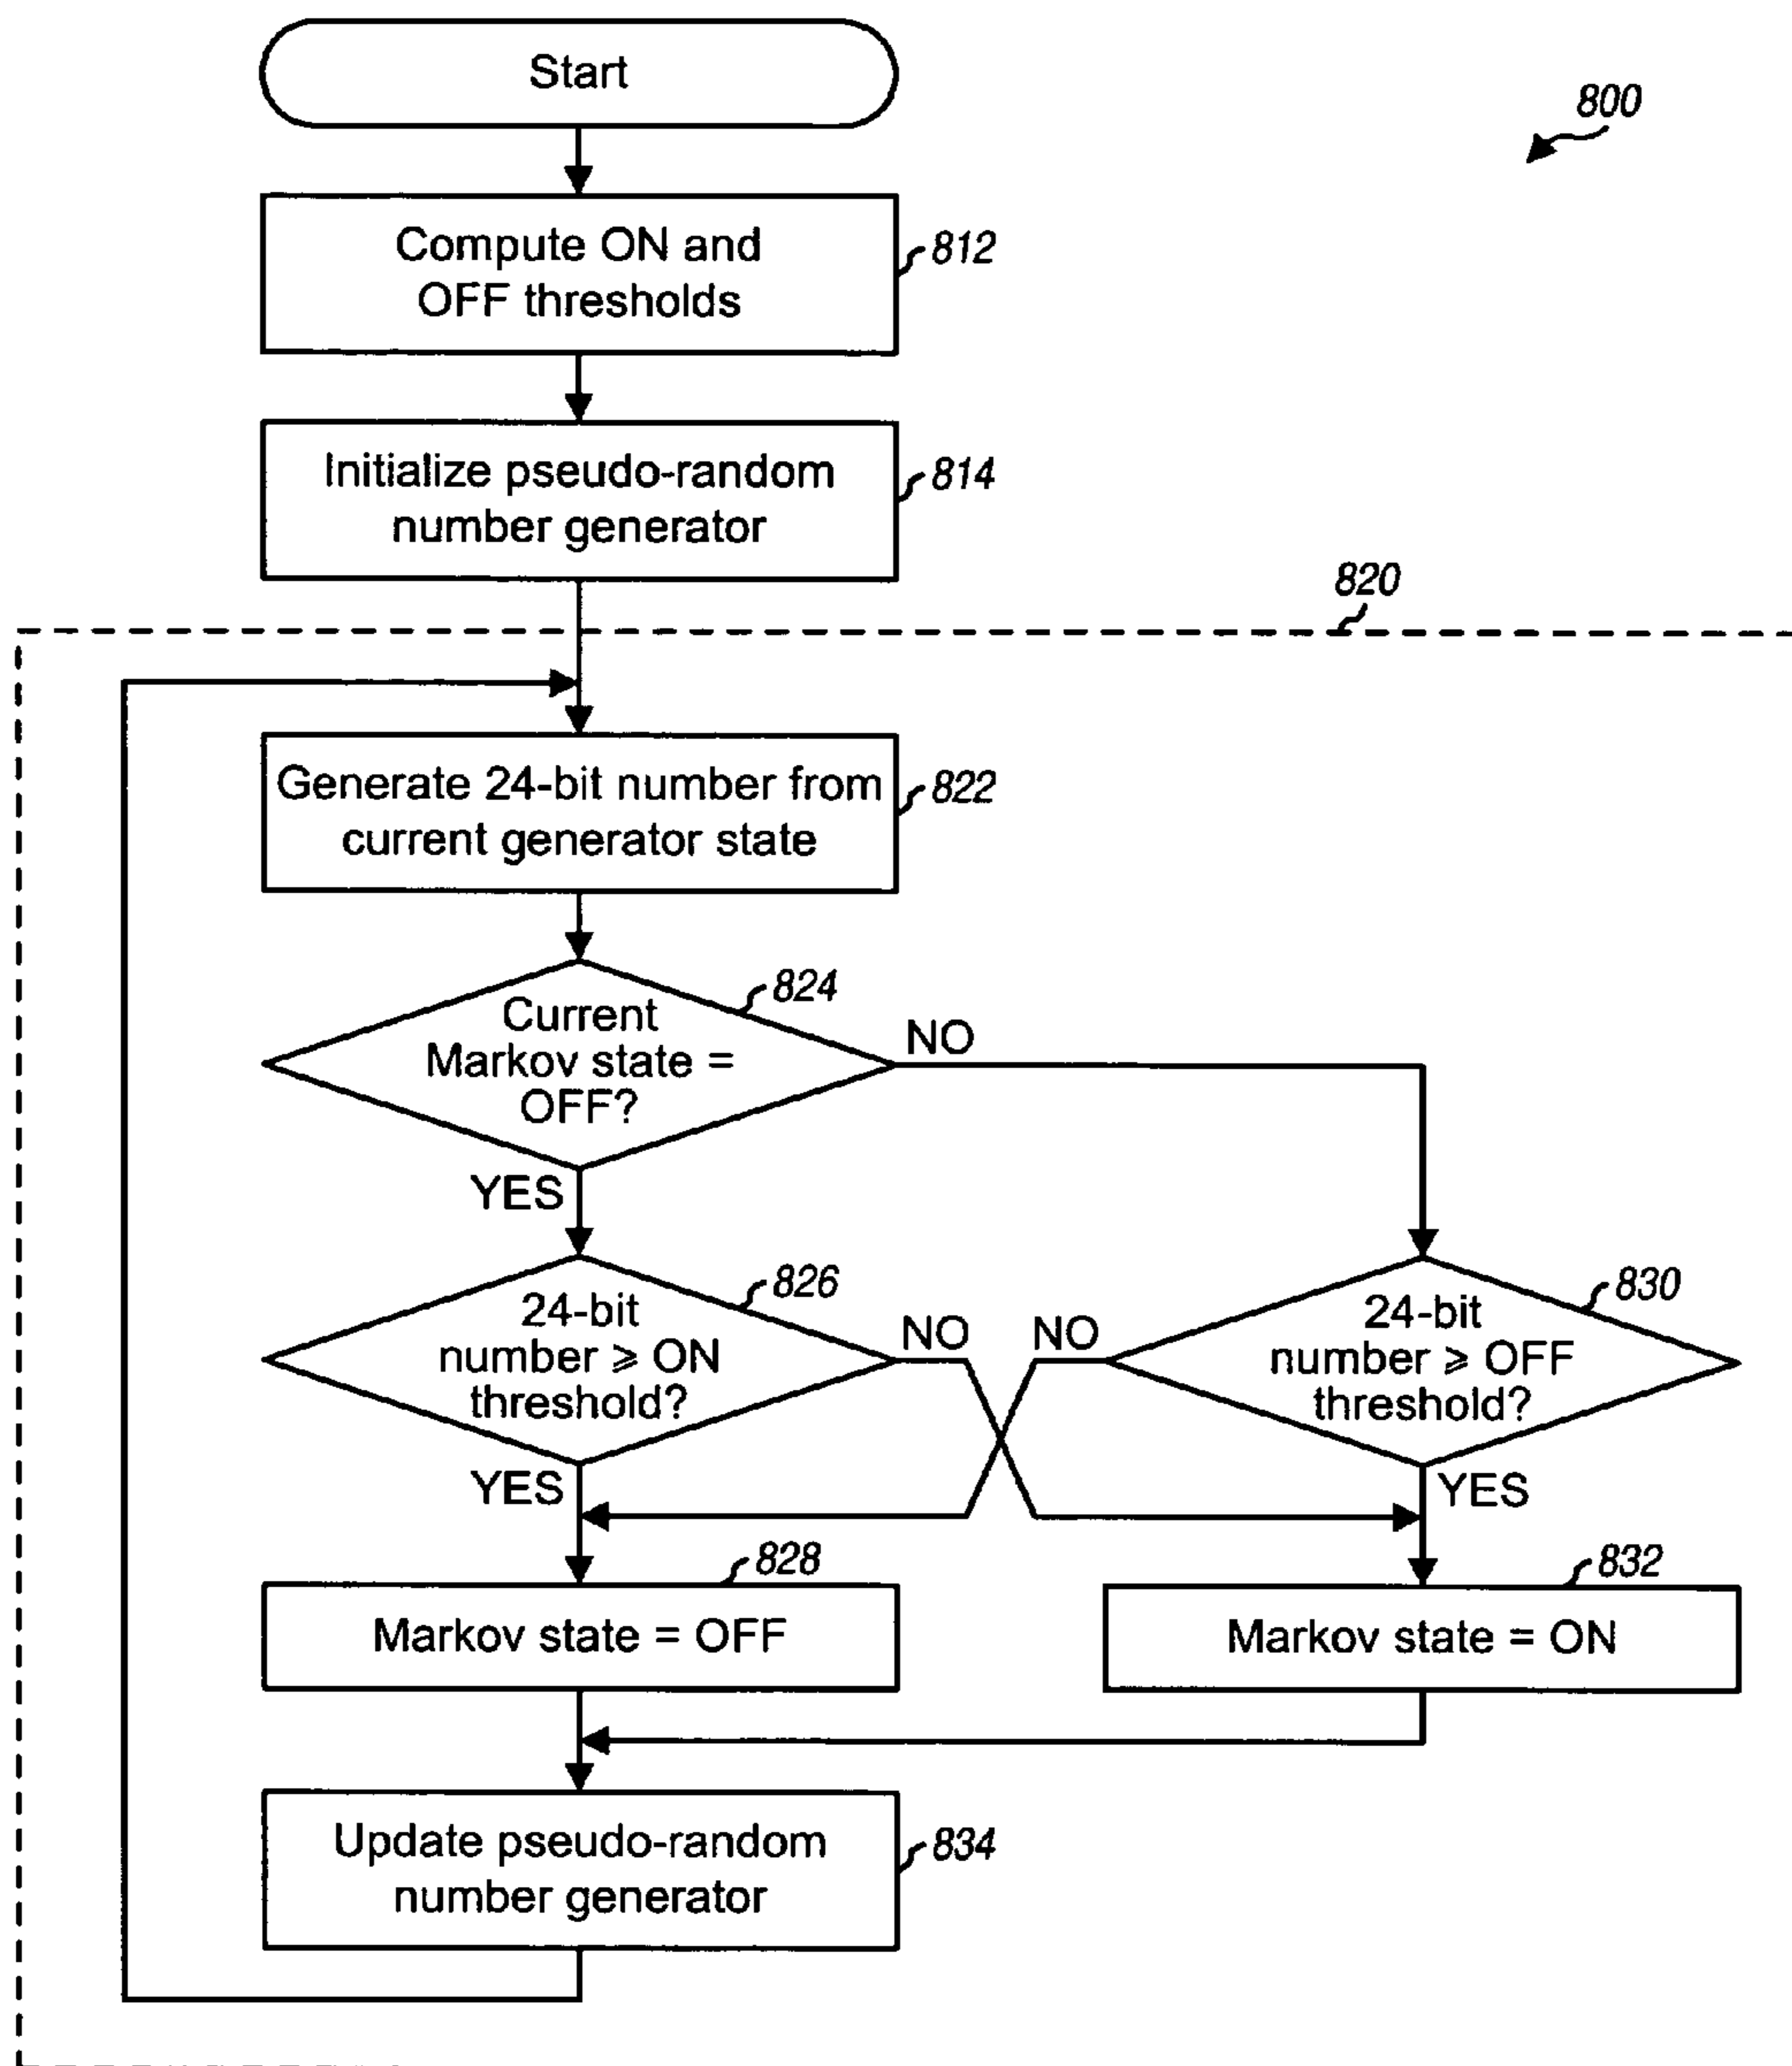 Start
800
Compute ON and
OFF thresholds
812
Initialize pseudo-random
number generator
814
820
Generate 24-bit number from
current generator state
822
824
Current
Markov state =
OFF?
NO
YES
826
24-bit
number ⩾ ON
threshold?
NO
YES
830
24-bit
number ⩾ OFF
threshold?
NO
YES
828
Markov state = OFF
832
Markov state = ON
Update pseudo-random
number generator
834